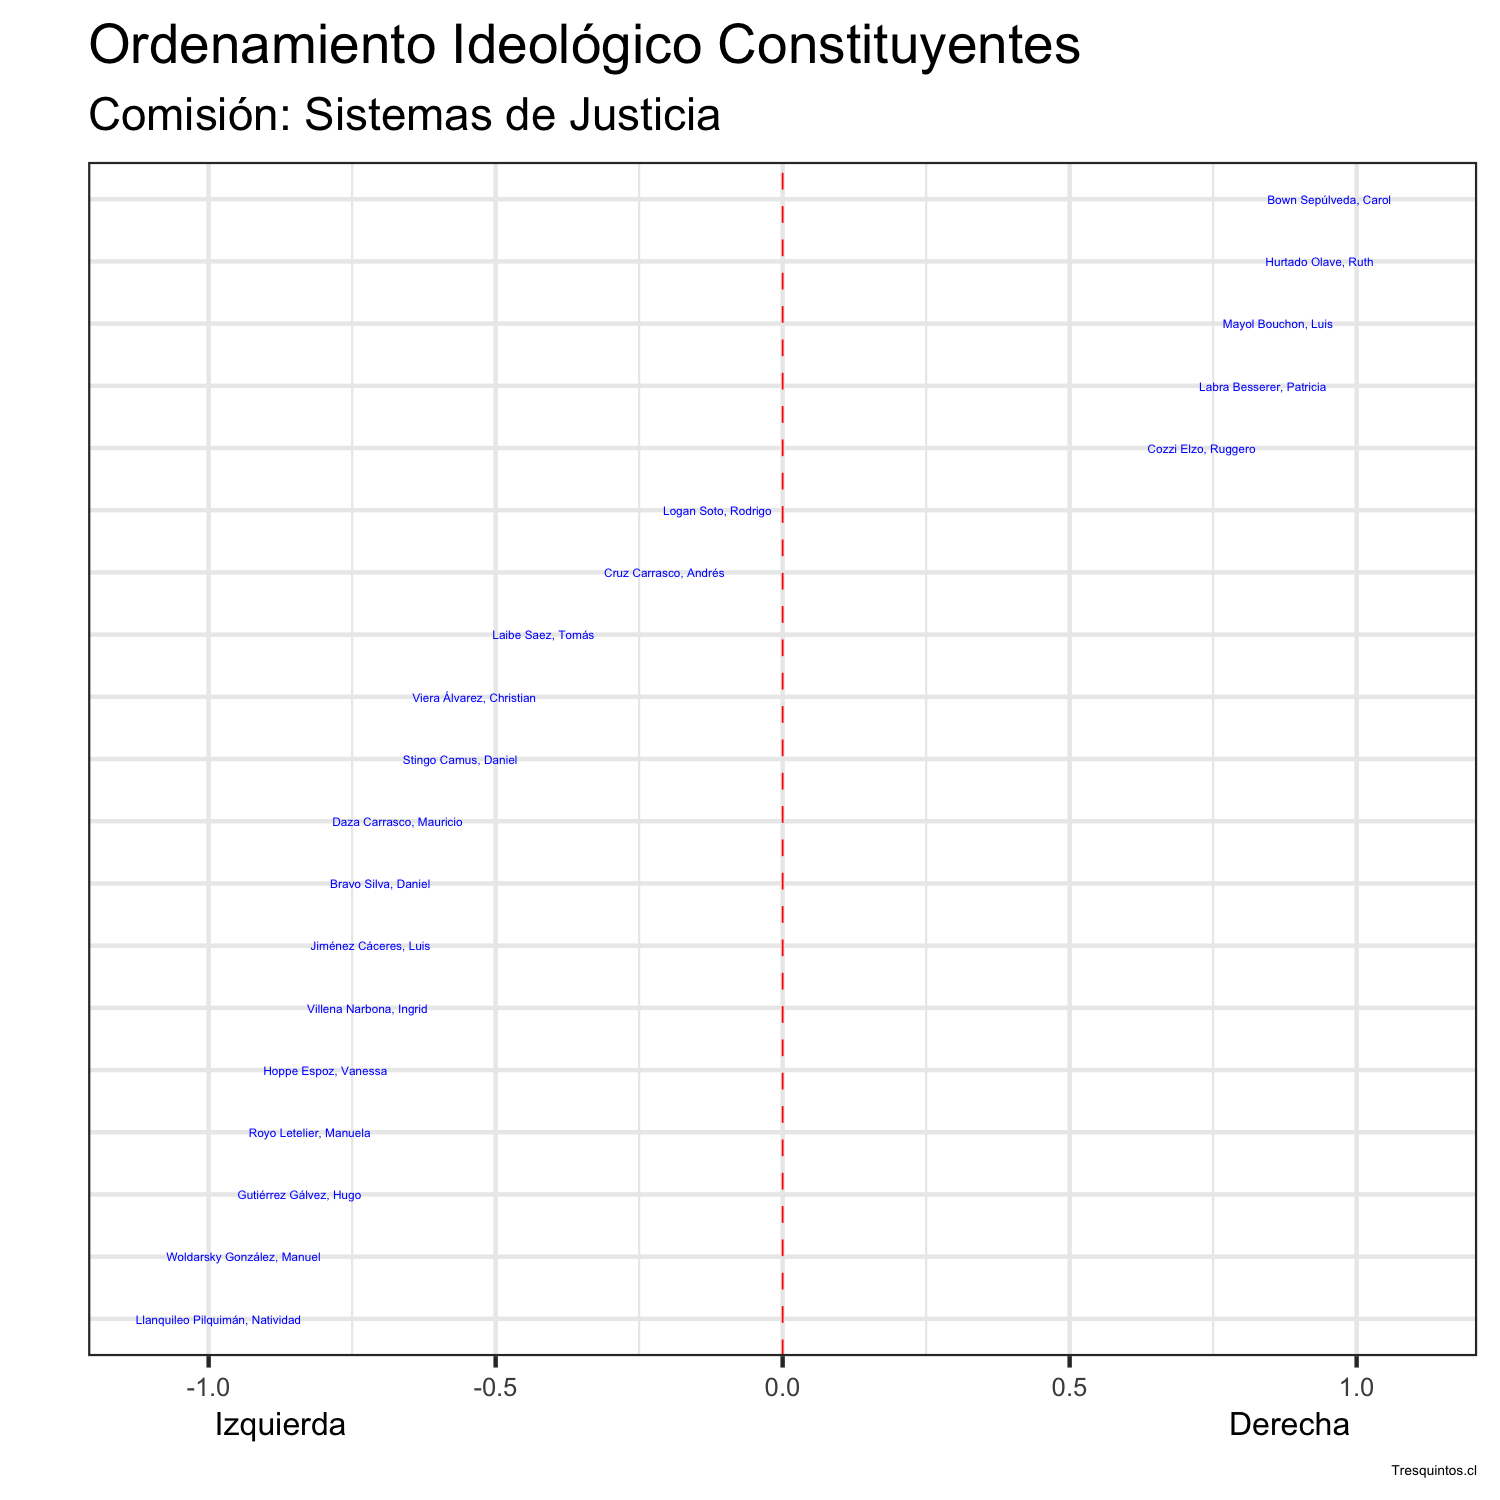 Ordenamiento Ideológico Constituyentes
Comisión: Sistemas de Justicia
Bown Sepúlveda, Carol
Hurtado Olave, Ruth
Mayol Bouchon, Luis
Labra Besserer, Patricia
Cozzi Elzo, Ruggero
Logan Soto, Rodrigo
Cruz Carrasco, Andrés
Laibe Saez, Tomás
Viera Álvarez, Christian
Stingo Camus, Daniel
Daza Carrasco, Mauricio
Bravo Silva, Daniel
Jiménez Cáceres, Luis
Villena Narbona, Ingrid
Hoppe Espoz, Vanessa
Royo Letelier, Manuela
Gutiérrez Gálvez, Hugo
Woldarsky González, Manuel
Llanquileo Pilquimán, Natividad
-1.0 -0.5 0.0 0.5 1.0
Izquierda Derecha
Tresquintos.cl